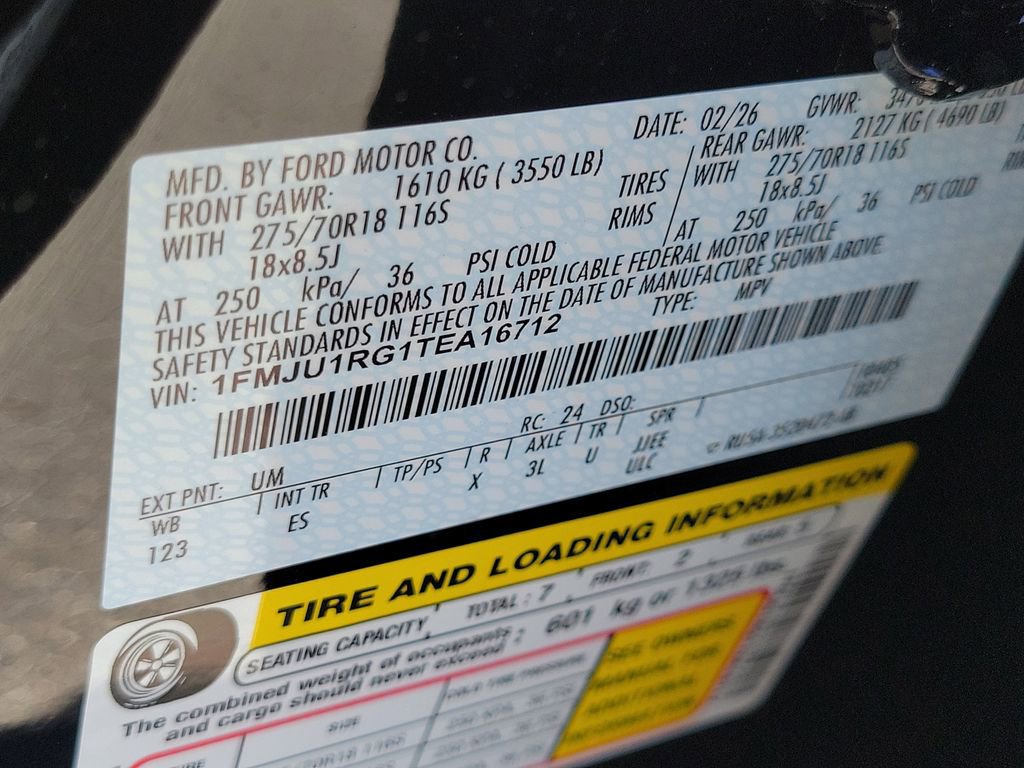 DATE: 02/26 GVWR:
MFD. BY FORD MOTOR CO.
FRONT GAWR: 1610 KG ( 3550 LB)
REAR GAWR: 2127 KG ( 4690 LB)
WITH 275/70R18 116S TIRES
WITH 275/70R18 116S
18x8.5J RIMS
18x8.5J
AT 250 kPa/ 36 PSI COLD
AT 250 kPa/ 36 PSI COLD
THIS VEHICLE CONFORMS TO ALL APPLICABLE FEDERAL MOTOR VEHICLE
SAFETY STANDARDS IN EFFECT ON THE DATE OF MANUFACTURE SHOWN ABOVE.
VIN: 1FMJU1RG1TEA16712 TYPE: MPV
EXT PNT: UM RC: 24 DSO:
WB INT TR TP/PS R AXLE TR SPR
123 ES X 3L U JJEE
ULC
TIRE AND LOADING INFORMATION
SEATING CAPACITY TOTAL : 7 FRONT: 2
The combined weight of occupants
and cargo should never exceed : 601 kg or
SIZE COLD TIRE PRESSURE